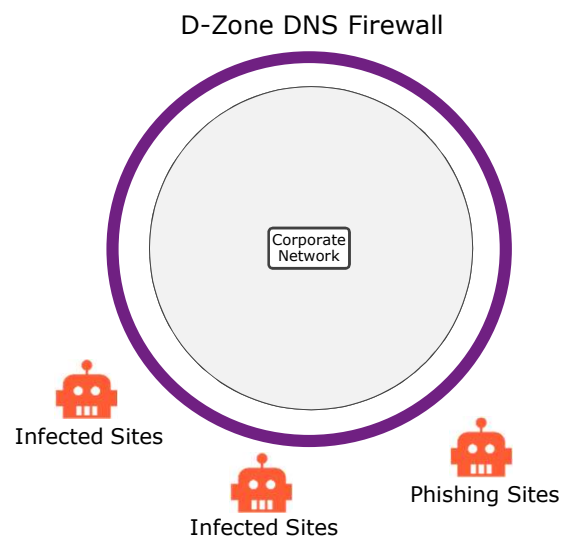 D-Zone DNS Firewall
Corporate
Network
Infected Sites
Phishing Sites
Infected Sites